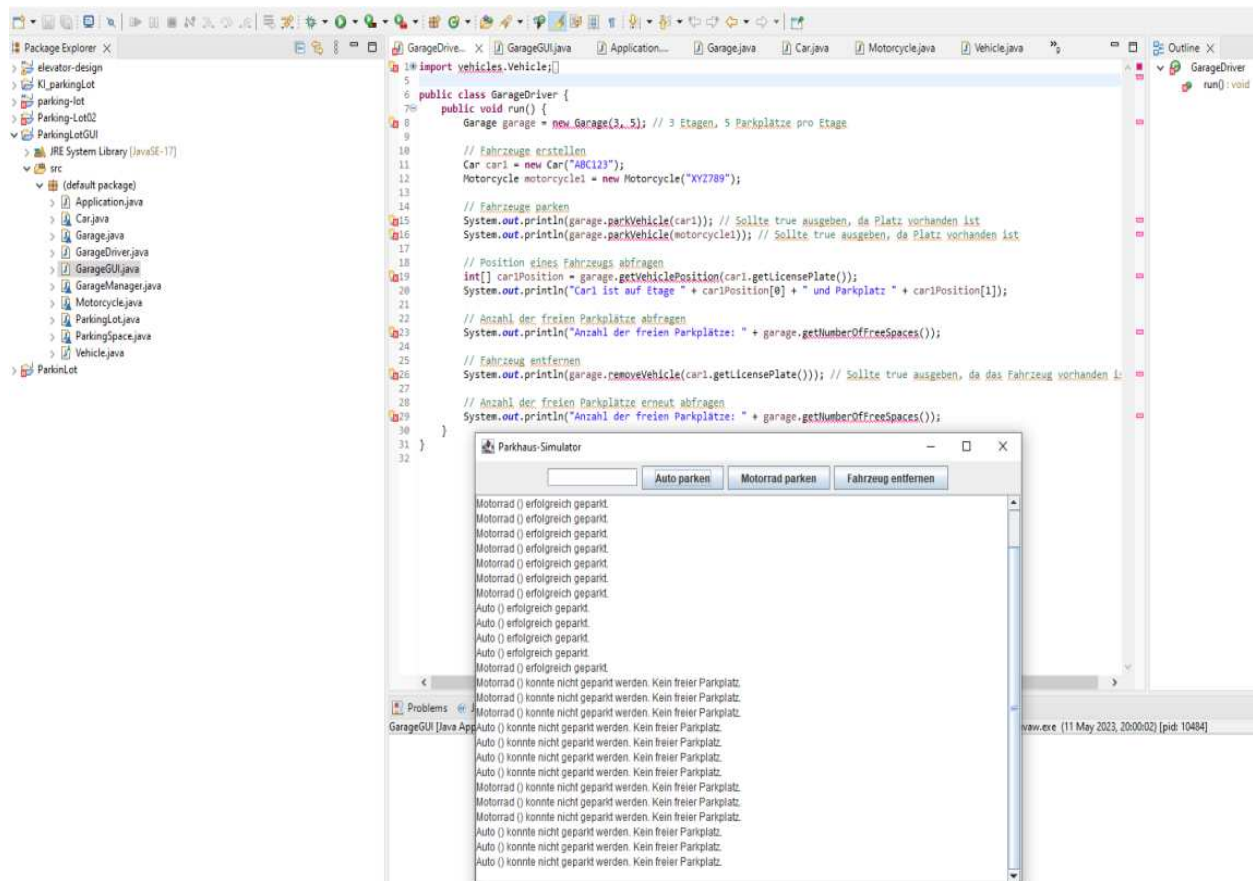 Package Explorer
elevator-design
KI_parkingLot
parking-lot
Parking-Lot02
ParkingLotGUI
JRE System Library [JavaSE-17]
src
(default package)
Application.java
Car.java
Garage.java
GarageDriver.java
GarageGUI.java
GarageManager.java
Motorcycle.java
ParkingLot.java
ParkingSpace.java
Vehicle.java
ParkinLot
GarageDrive... GarageGUI.java Application.... Garage.java Car.java Motorcycle.java Vehicle.java
1 import vehicles.Vehicle;
5
6 public class GarageDriver {
7 public void run() {
8 Garage garage = new Garage(3, 5); // 3 Etagen, 5 Parkplätze pro Etage
9
10 // Fahrzeuge erstellen
11 Car car1 = new Car("ABC123");
12 Motorcycle motorcycle1 = new Motorcycle("XYZ789");
13
14 // Fahrzeuge parken
15 System.out.println(garage.parkVehicle(car1)); // Sollte true ausgeben, da Platz vorhanden ist
16 System.out.println(garage.parkVehicle(motorcycle1)); // Sollte true ausgeben, da Platz vorhanden ist
17
18 // Position eines Fahrzeugs abfragen
19 int[] car1Position = garage.getVehiclePosition(car1.getLicensePlate());
20 System.out.println("Car1 ist auf Etage " + car1Position[0] + " und Parkplatz " + car1Position[1]);
21
22 // Anzahl der freien Parkplätze abfragen
23 System.out.println("Anzahl der freien Parkplätze: " + garage.getNumberOfFreeSpaces());
24
25 // Fahrzeug entfernen
26 System.out.println(garage.removeVehicle(car1.getLicensePlate())); // Sollte true ausgeben, da das Fahrzeug vorhanden
27
28 // Anzahl der freien Parkplätze erneut abfragen
29 System.out.println("Anzahl der freien Parkplätze: " + garage.getNumberOfFreeSpaces());
30 }
31 }
32
Outline
GarageDriver
run() : void
Parkhaus-Simulator
Auto parken Motorrad parken Fahrzeug entfernen
Motorrad () erfolgreich geparkt.
Motorrad () erfolgreich geparkt.
Motorrad () erfolgreich geparkt.
Motorrad () erfolgreich geparkt.
Motorrad () erfolgreich geparkt.
Motorrad () erfolgreich geparkt.
Motorrad () erfolgreich geparkt.
Auto () erfolgreich geparkt.
Auto () erfolgreich geparkt.
Auto () erfolgreich geparkt.
Auto () erfolgreich geparkt.
Motorrad () erfolgreich geparkt.
Motorrad () konnte nicht geparkt werden. Kein freier Parkplatz.
Motorrad () konnte nicht geparkt werden. Kein freier Parkplatz.
Motorrad () konnte nicht geparkt werden. Kein freier Parkplatz.
Auto () konnte nicht geparkt werden. Kein freier Parkplatz.
Auto () konnte nicht geparkt werden. Kein freier Parkplatz.
Auto () konnte nicht geparkt werden. Kein freier Parkplatz.
Auto () konnte nicht geparkt werden. Kein freier Parkplatz.
Motorrad () konnte nicht geparkt werden. Kein freier Parkplatz.
Motorrad () konnte nicht geparkt werden. Kein freier Parkplatz.
Motorrad () konnte nicht geparkt werden. Kein freier Parkplatz.
Auto () konnte nicht geparkt werden. Kein freier Parkplatz.
Auto () konnte nicht geparkt werden. Kein freier Parkplatz.
Auto () konnte nicht geparkt werden. Kein freier Parkplatz.
Problems
GarageGUI [Java App
vaw.exe (11 May 2023, 20:00:02) [pid: 10484]